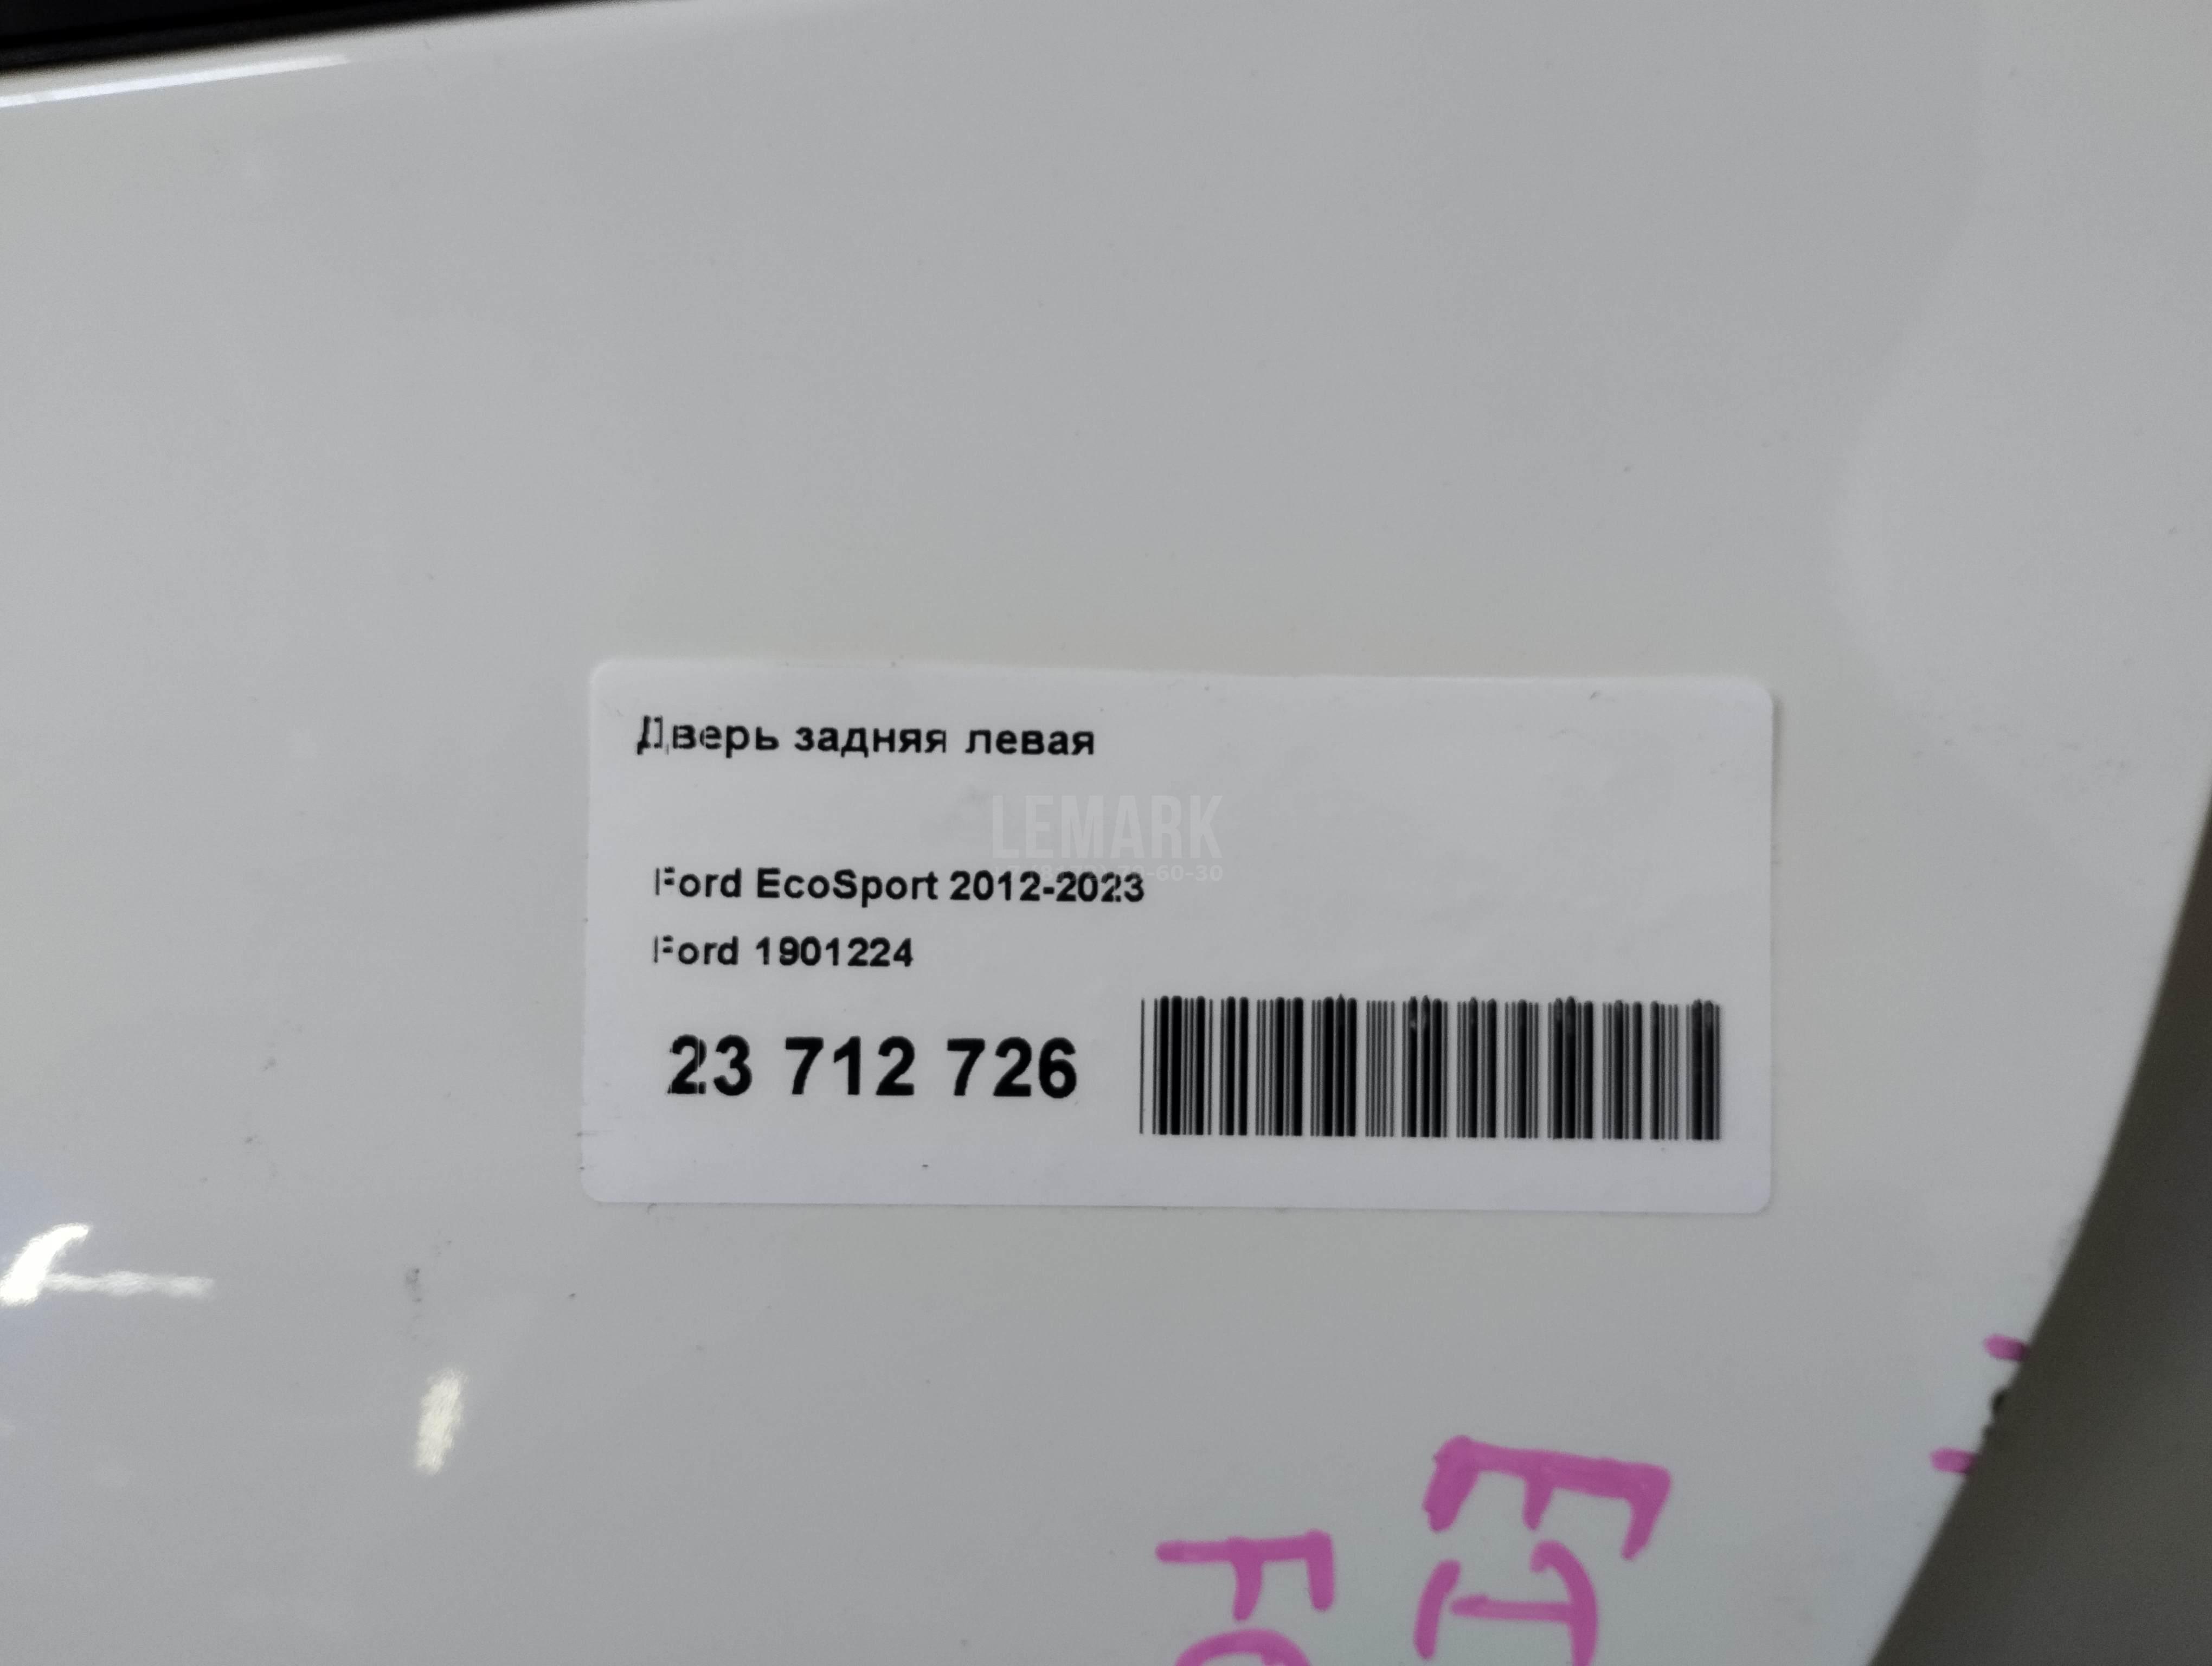 Дверь задняя левая
LEMARK
Ford EcoSport 2012-2023
Ford 1901224
23 712 726